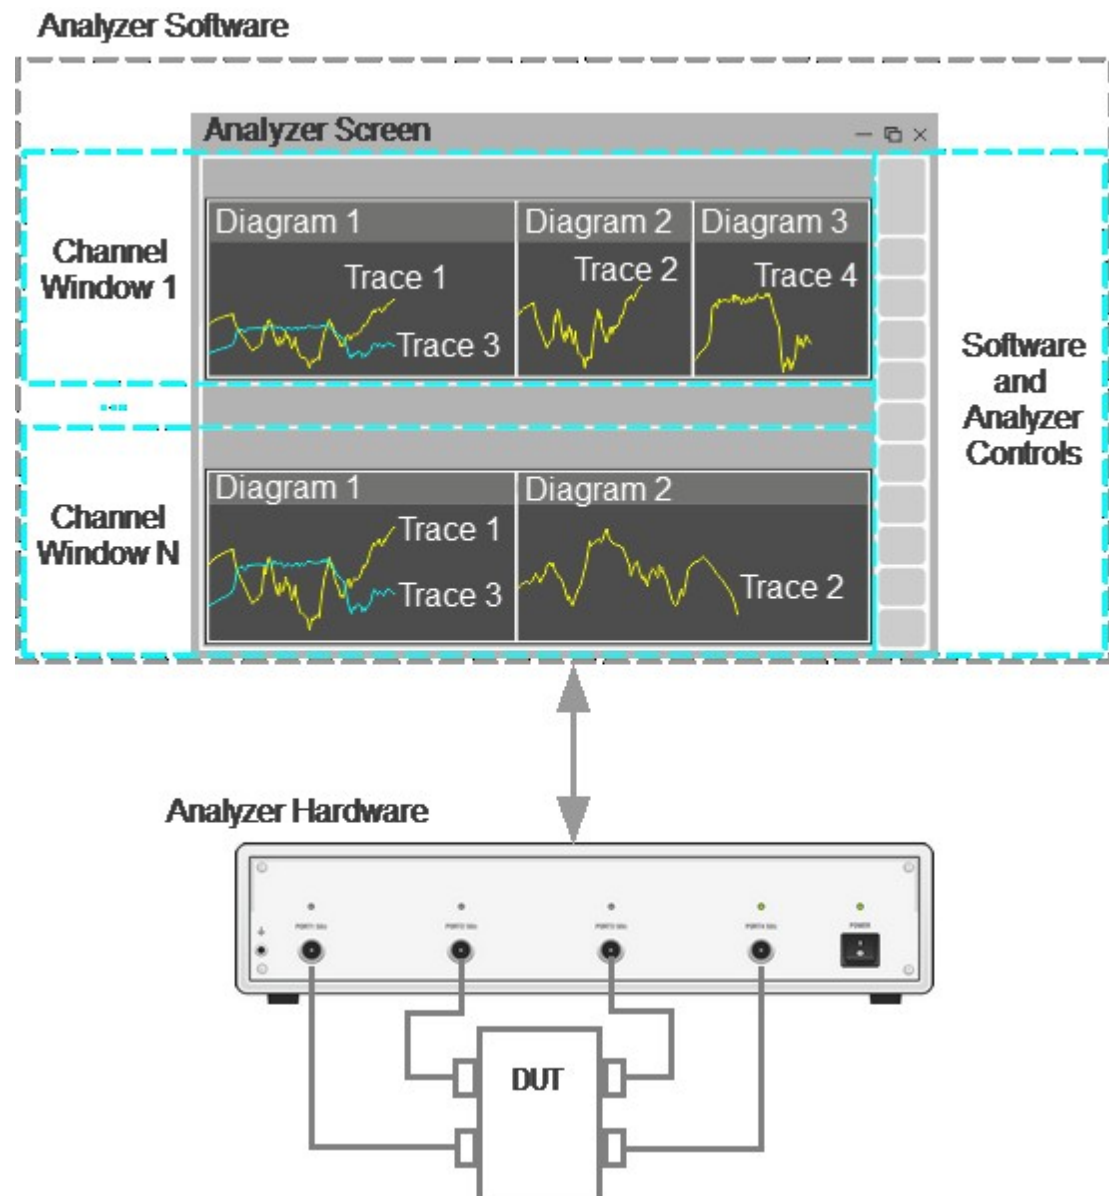 Analyzer Software
Analyzer Screen
Channel
Window 1
Diagram 1
Trace 1
Trace 3
Diagram 2
Trace 2
Diagram 3
Trace 4
Software
and
Analyzer
Controls
Channel
Window N
Diagram 1
Trace 1
Trace 3
Diagram 2
Trace 2
Analyzer Hardware
POWER
DUT